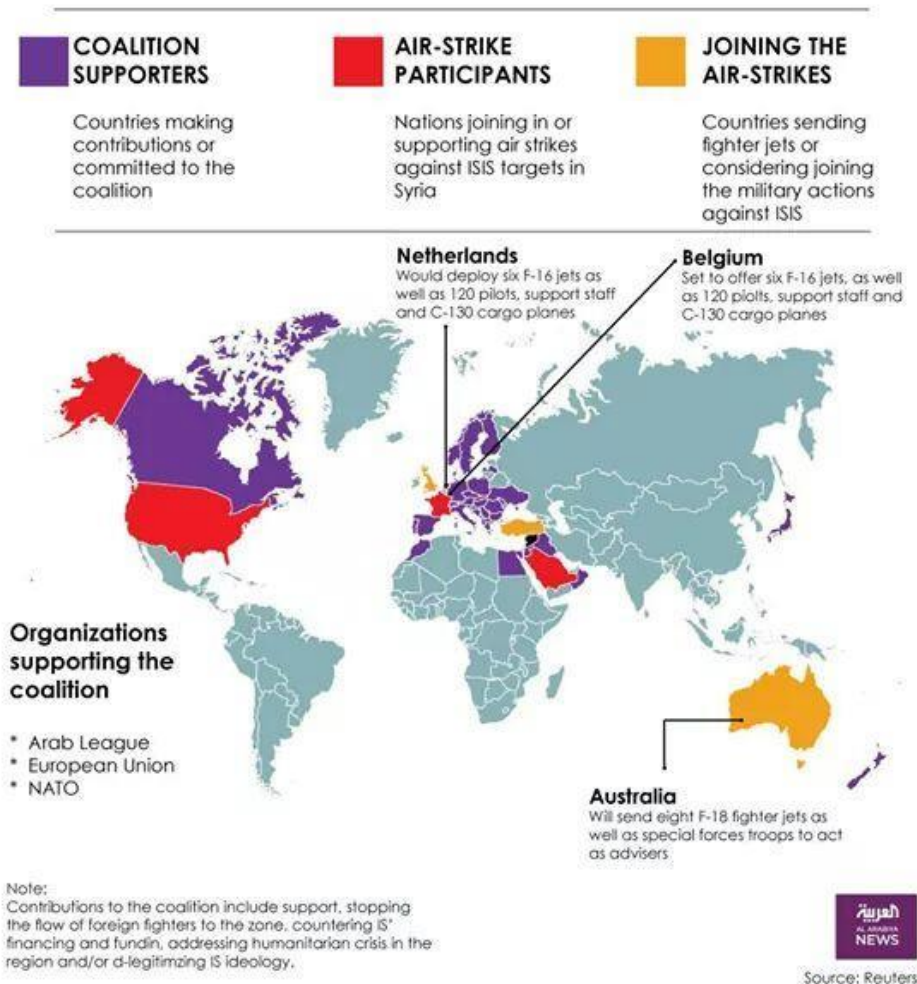 COALITION
SUPPORTERS
Countries making
contributions or
committed to the
coalition
AIR-STRIKE
PARTICIPANTS
Nations joining in or
supporting air strikes
against ISIS targets in
Syria
JOINING THE
AIR-STRIKES
Countries sending
fighter jets or
considering joining
the military actions
against ISIS
Netherlands
Would deploy six F-16 jets as
well as 120 pilots, support staff
and C-130 cargo planes
Belgium
Set to offer six F-16 jets, as well
as 120 piolts, support staff and
C-130 cargo planes
Organizations
supporting the
coalition
* Arab League
* European Union
* NATO
Australia
Will send eight F-18 fighter jets as
well as special forces troops to act
as advisers
Note:
Contributions to the coalition include support, stopping
the flow of foreign fighters to the zone, countering IS'
financing and fundin, addressing humanitarian crisis in the
region and/or d-legitimzing IS ideology.
العربية
AL ARABIYA
NEWS
Source: Reuters